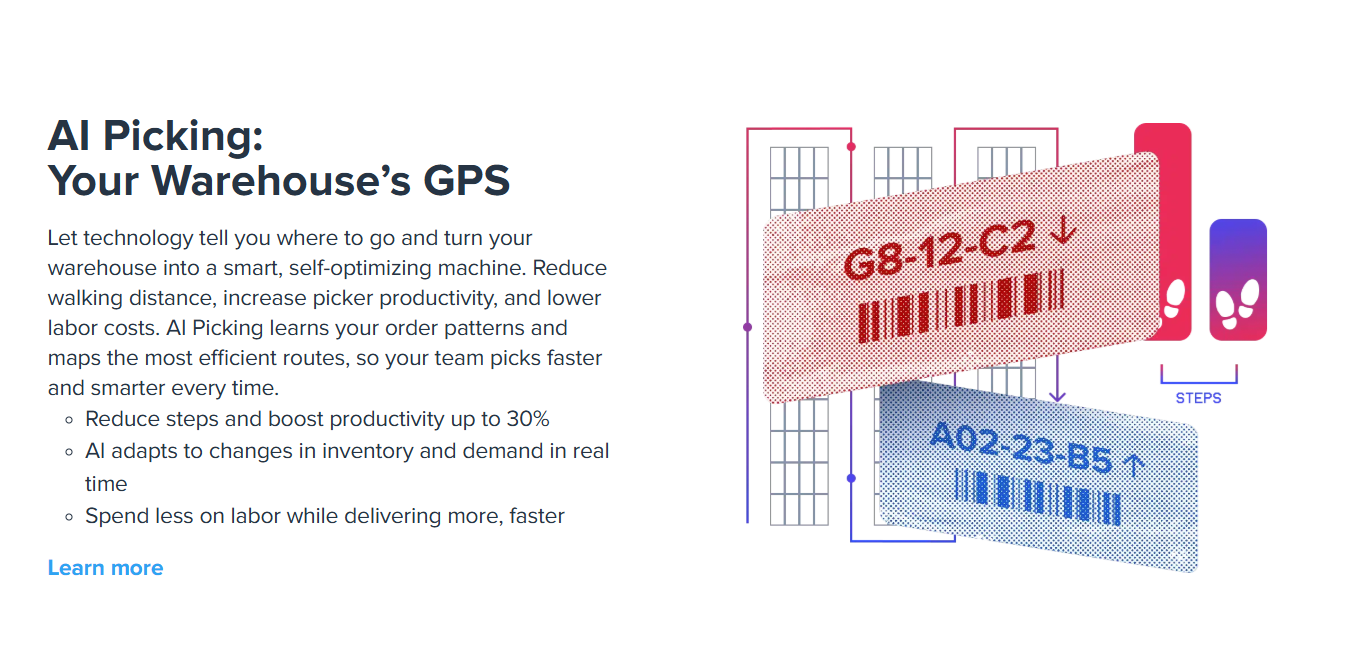 AI Picking:
Your Warehouse’s GPS
Let technology tell you where to go and turn your
warehouse into a smart, self-optimizing machine. Reduce
walking distance, increase picker productivity, and lower
labor costs. AI Picking learns your order patterns and
maps the most efficient routes, so your team picks faster
and smarter every time.
Reduce steps and boost productivity up to 30%
AI adapts to changes in inventory and demand in real
time
Spend less on labor while delivering more, faster
Learn more
G8-12-C2 ↓
STEPS
A02-23-B5 ↑